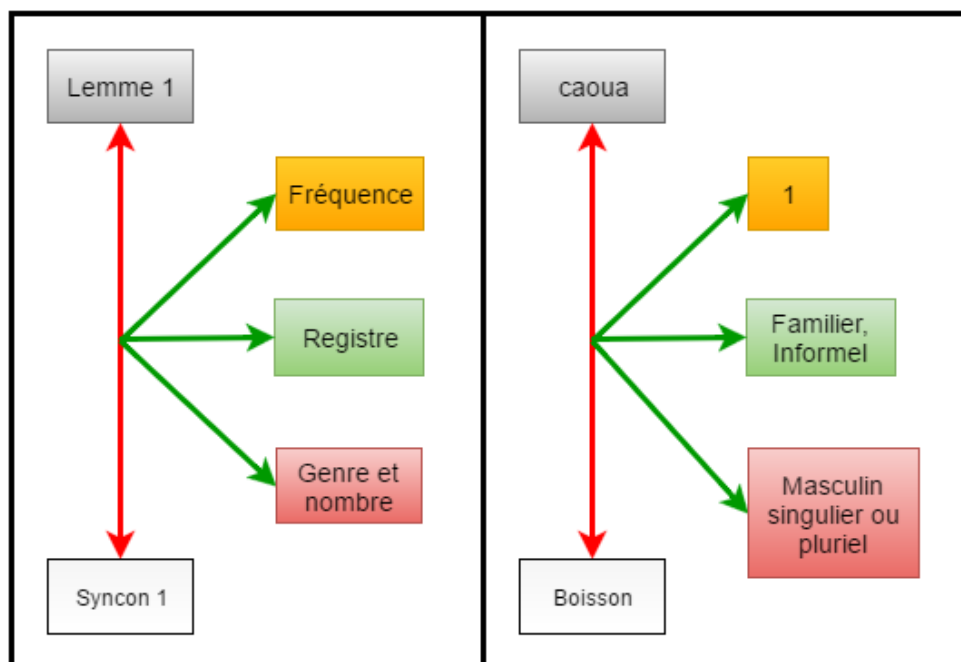 Lemme 1
Fréquence
Registre
Genre et
nombre
Syncon 1
caoua
1
Familier,
Informel
Masculin
singulier ou
pluriel
Boisson